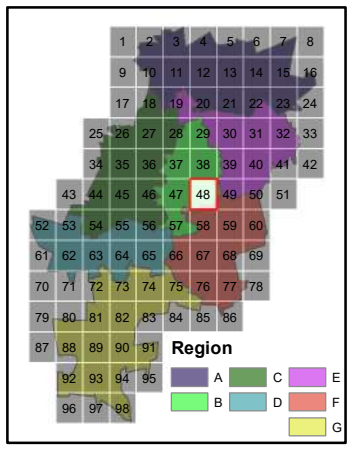 1 2 3 4 5 6 7 8
9 10 11 12 13 14 15 16
17 18 19 20 21 22 23 24
25 26 27 28 29 30 31 32 33
34 35 36 37 38 39 40 41 42
43 44 45 46 47 48 49 50 51
52 53 54 55 56 57 58 59 60
61 62 63 64 65 66 67 68 69
70 71 72 73 74 75 76 77 78
79 80 81 82 83 84 85 86
87 88 89 90 91
92 93 94 95
96 97 98
Region
A C E
B D F
G